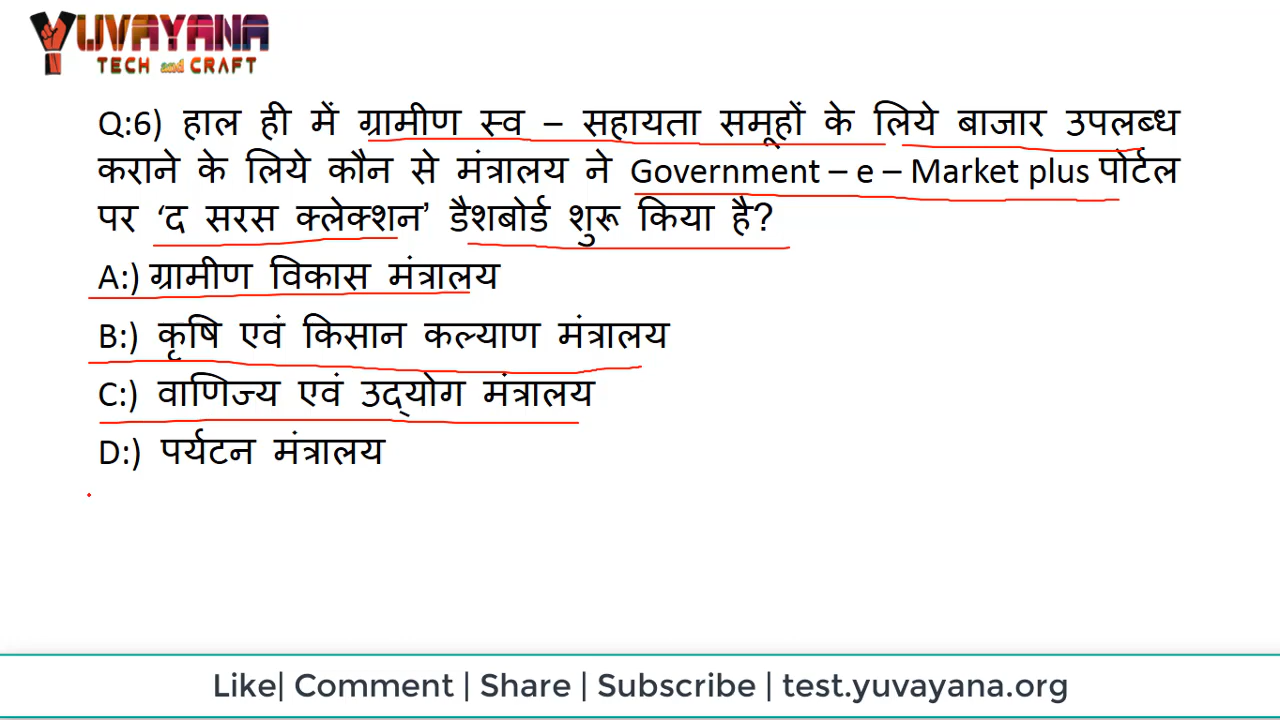 YUVAYANA
TECH and CRAFT
Q:6) हाल ही में ग्रामीण स्व – सहायता समूहों के लिये बाजार उपलब्ध
कराने के लिये कौन से मंत्रालय ने Government – e – Market plus पोर्टल
पर ‘द सरस क्लेक्शन’ डैशबोर्ड शुरू किया है?
A:) ग्रामीण विकास मंत्रालय
B:) कृषि एवं किसान कल्याण मंत्रालय
C:) वाणिज्य एवं उद्योग मंत्रालय
D:) पर्यटन मंत्रालय
Like| Comment | Share | Subscribe | test.yuvayana.org